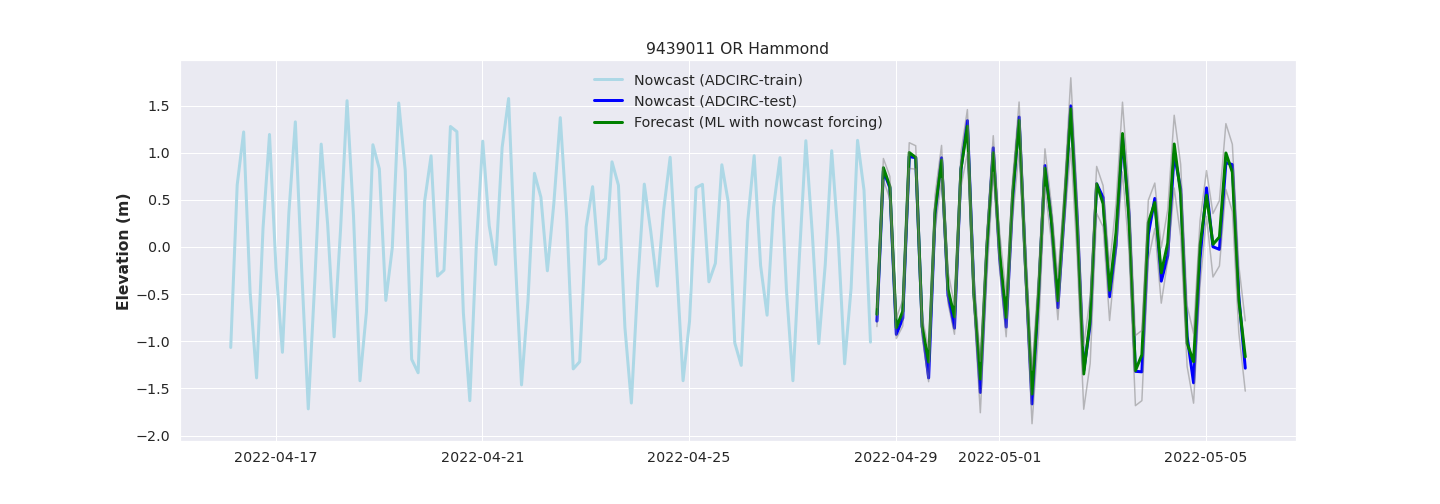 9439011 OR Hammond
Nowcast (ADCIRC-train)
Nowcast (ADCIRC-test)
Forecast (ML with nowcast forcing)
Elevation (m)
1.5
1.0
0.5
0.0
−0.5
−1.0
−1.5
−2.0
2022-04-17 2022-04-21 2022-04-25 2022-04-29 2022-05-01 2022-05-05